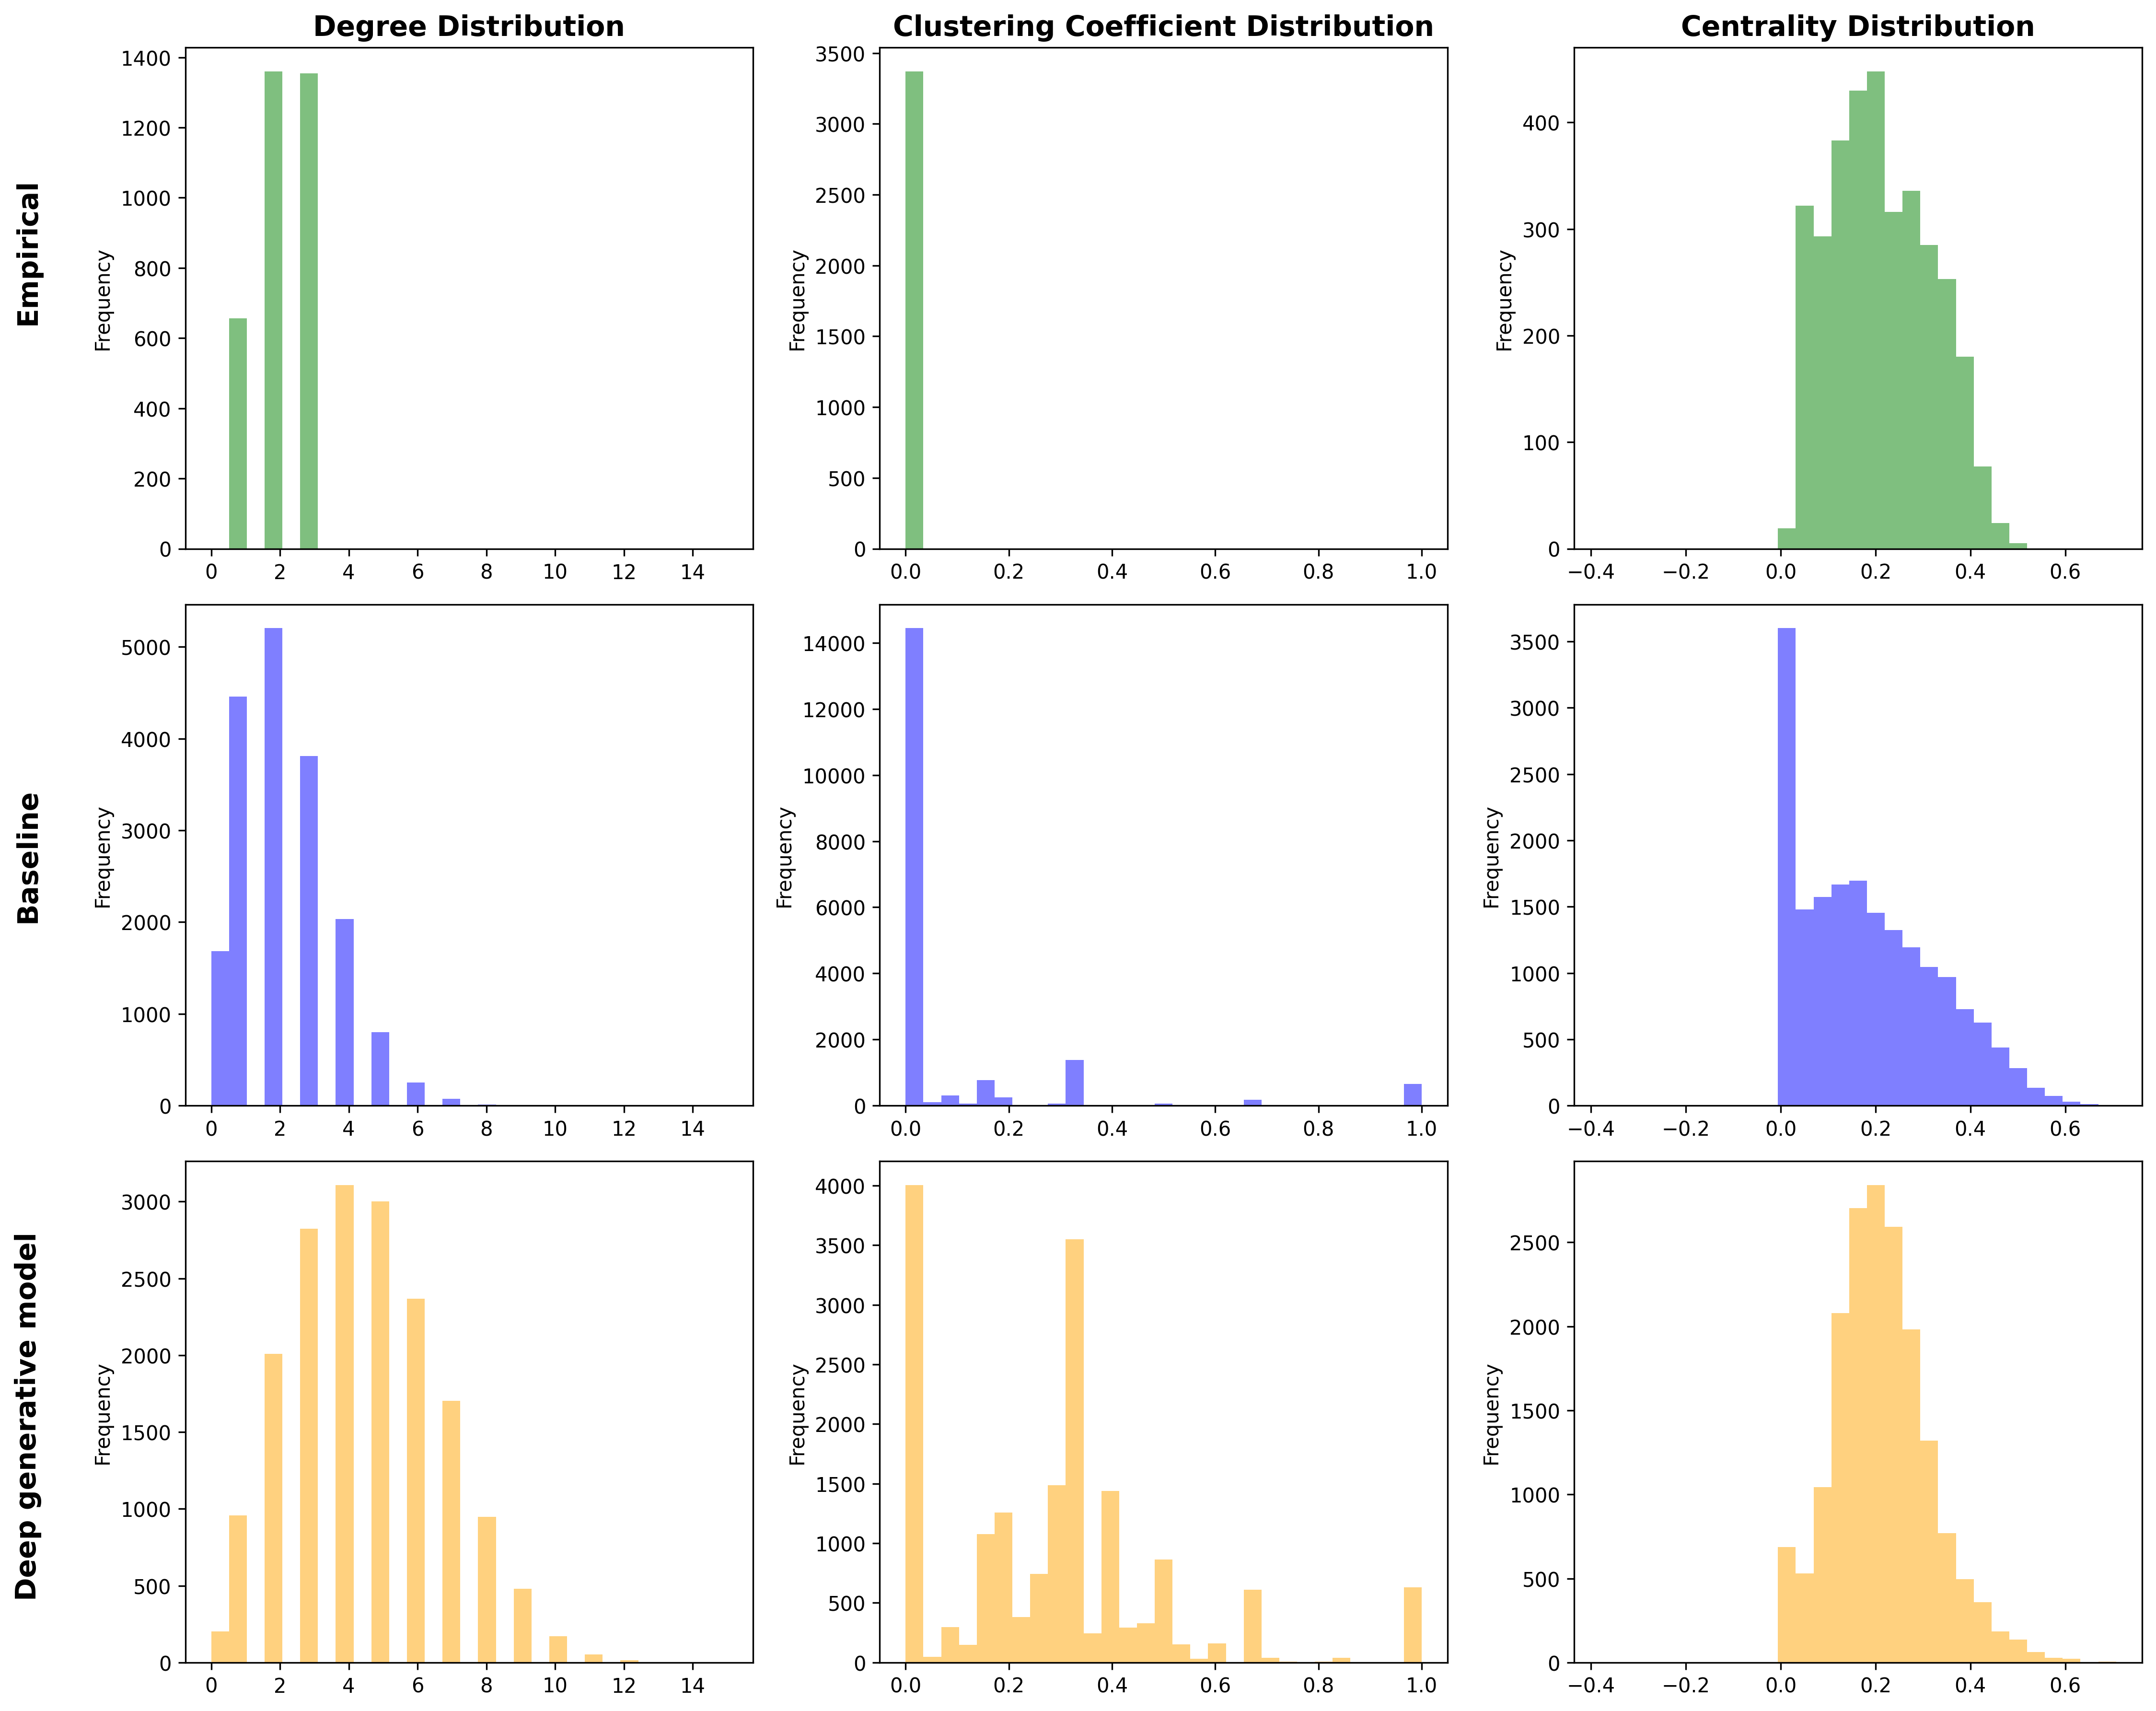 Degree Distribution
Clustering Coefficient Distribution
Centrality Distribution
Empirical
Frequency
1400
1200
1000
800
600
400
200
0
0 2 4 6 8 10 12 14
Frequency
3500
3000
2500
2000
1500
1000
500
0
0.0 0.2 0.4 0.6 0.8 1.0
Frequency
400
300
200
100
0
−0.4 −0.2 0.0 0.2 0.4 0.6
Baseline
Frequency
5000
4000
3000
2000
1000
0
0 2 4 6 8 10 12 14
Frequency
14000
12000
10000
8000
6000
4000
2000
0
0.0 0.2 0.4 0.6 0.8 1.0
Frequency
3500
3000
2500
2000
1500
1000
500
0
−0.4 −0.2 0.0 0.2 0.4 0.6
Deep generative model
Frequency
3000
2500
2000
1500
1000
500
0
0 2 4 6 8 10 12 14
Frequency
4000
3500
3000
2500
2000
1500
1000
500
0
0.0 0.2 0.4 0.6 0.8 1.0
Frequency
2500
2000
1500
1000
500
0
−0.4 −0.2 0.0 0.2 0.4 0.6